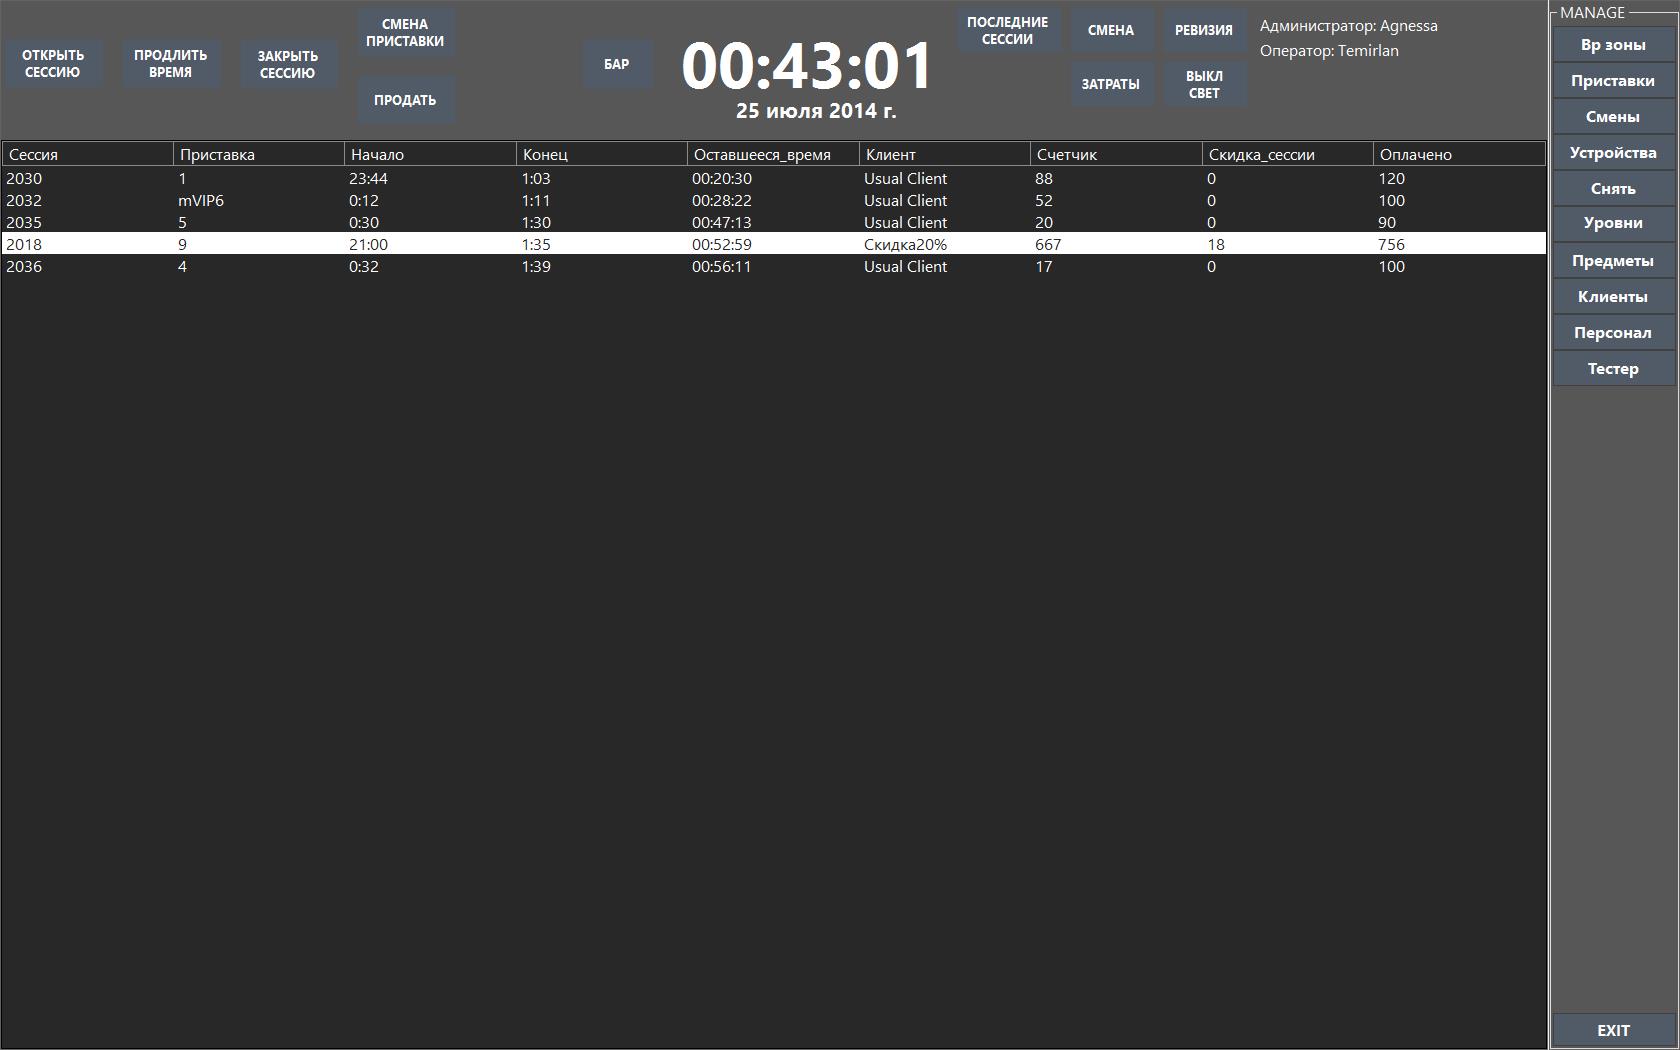 ОТКРЫТЬ
СЕССИЮ
ПРОДЛИТЬ
ВРЕМЯ
ЗАКРЫТЬ
СЕССИЮ
СМЕНА
ПРИСТАВКИ
ПРОДАТЬ
БАР
00:43:01
25 июля 2014 г.
ПОСЛЕДНИЕ
СЕССИИ
СМЕНА
РЕВИЗИЯ
ЗАТРАТЫ
ВЫКЛ
СВЕТ
Администратор: Agnessa
Оператор: Temirlan
Сессия Приставка Начало Конец Оставшееся_время Клиент Счетчик Скидка_сессии Оплачено
2030 1 23:44 1:03 00:20:30 Usual Client 88 0 120
2032 mVIP6 0:12 1:11 00:28:22 Usual Client 52 0 100
2035 5 0:30 1:30 00:47:13 Usual Client 20 0 90
2018 9 21:00 1:35 00:52:59 Скидка20% 667 18 756
2036 4 0:32 1:39 00:56:11 Usual Client 17 0 100
MANAGE
Вр зоны
Приставки
Смены
Устройства
Снять
Уровни
Предметы
Клиенты
Персонал
Тестер
EXIT